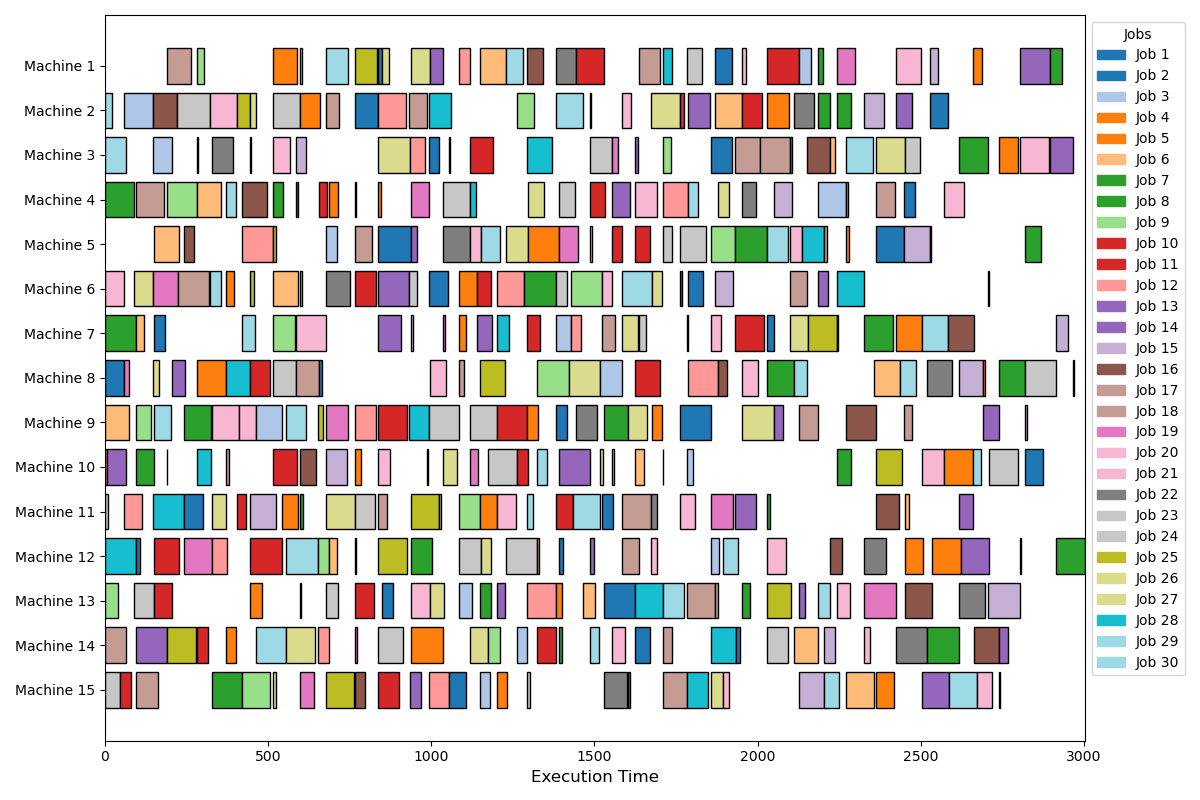 Machine 1
Machine 2
Machine 3
Machine 4
Machine 5
Machine 6
Machine 7
Machine 8
Machine 9
Machine 10
Machine 11
Machine 12
Machine 13
Machine 14
Machine 15
0
500
1000
1500
2000
2500
3000
Execution Time
Jobs
Job 1
Job 2
Job 3
Job 4
Job 5
Job 6
Job 7
Job 8
Job 9
Job 10
Job 11
Job 12
Job 13
Job 14
Job 15
Job 16
Job 17
Job 18
Job 19
Job 20
Job 21
Job 22
Job 23
Job 24
Job 25
Job 26
Job 27
Job 28
Job 29
Job 30